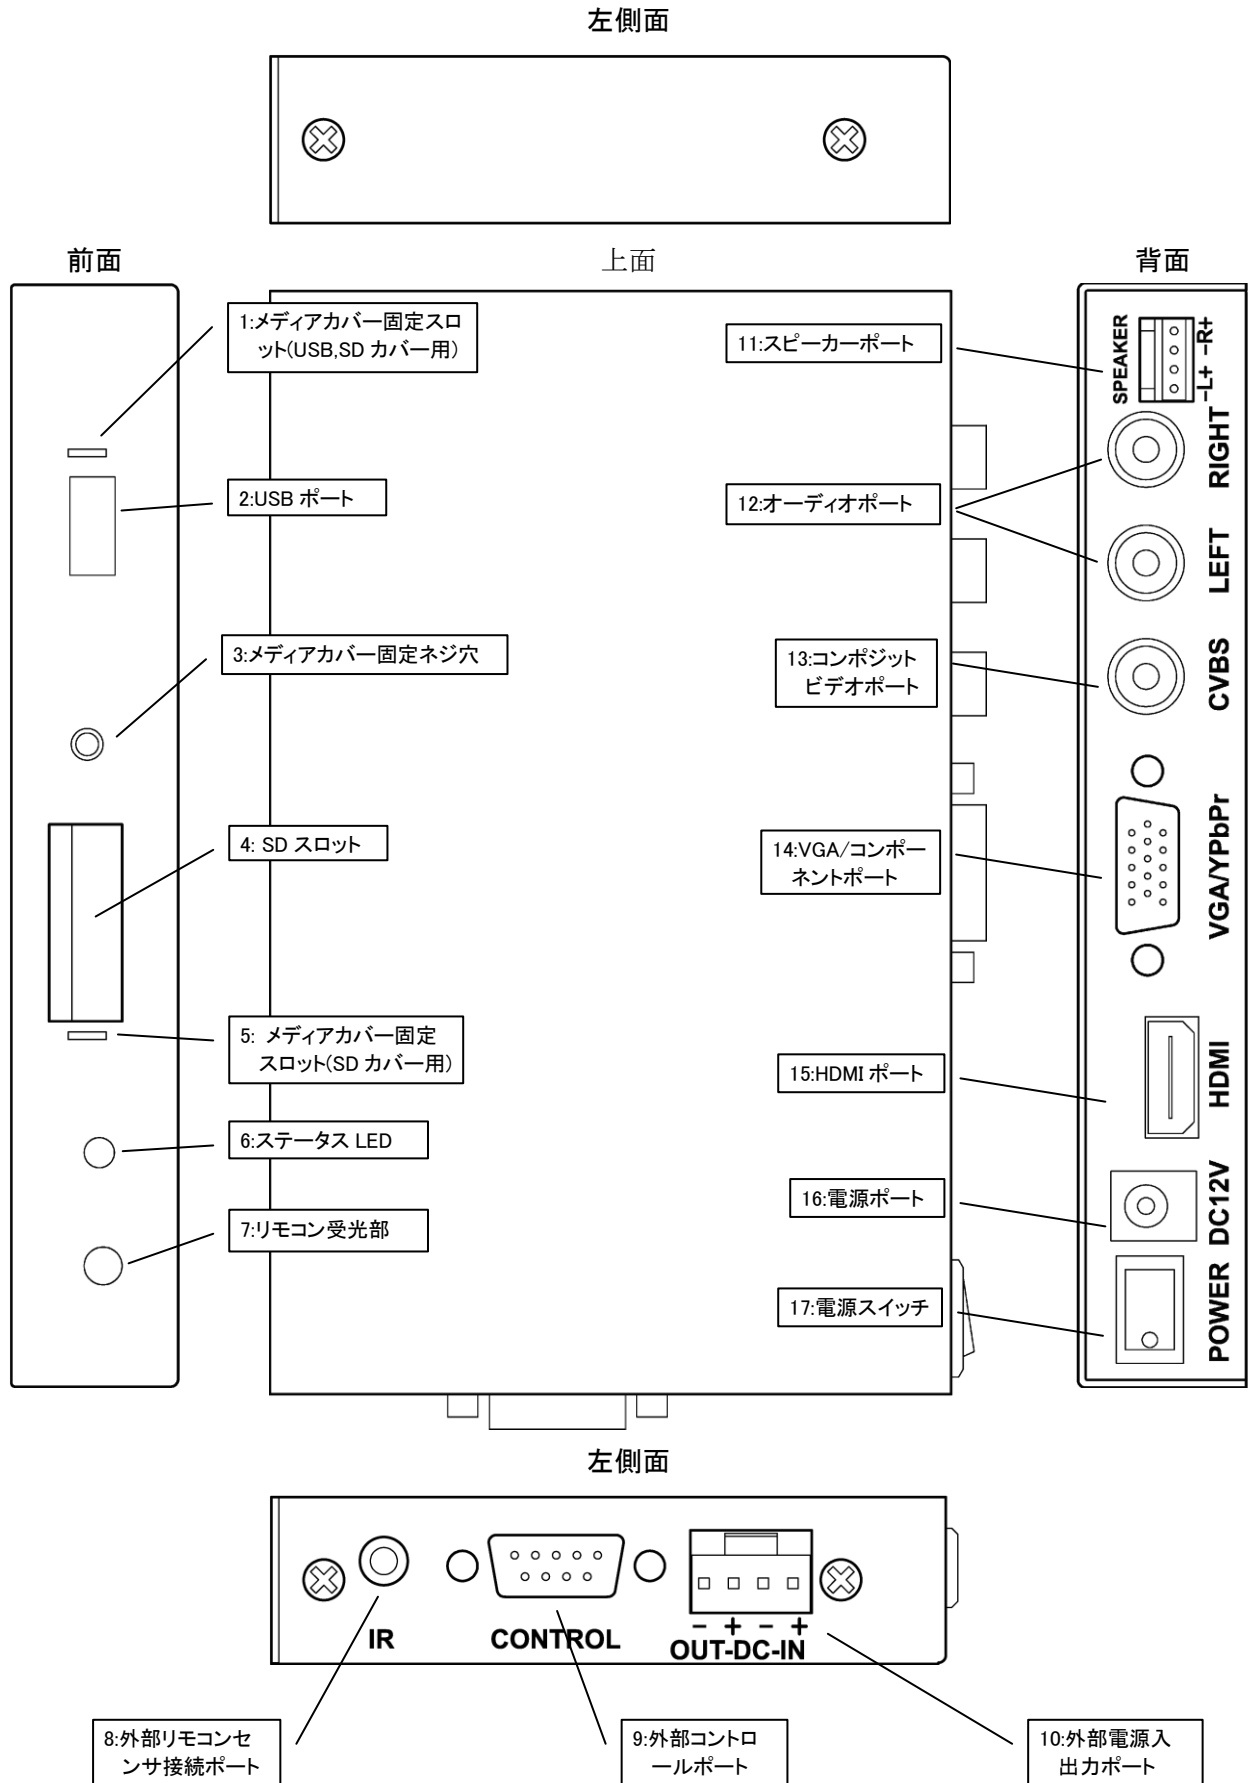 左側面
前面
上面
背面
1:メディアカバー固定スロ
ット(USB,SD カバー用)
2:USB ポート
3:メディアカバー固定ネジ穴
4: SD スロット
5: メディアカバー固定
スロット(SD カバー用)
6:ステータス LED
7:リモコン受光部
11:スピーカーポート
12:オーディオポート
13:コンポジット
ビデオポート
14:VGA/コンポー
ネントポート
15:HDMI ポート
16:電源ポート
17:電源スイッチ
SPEAKER
-L+ -R+
RIGHT
LEFT
CVBS
VGA/YPbPr
HDMI
DC12V
POWER
左側面
IR
CONTROL
- + - +
OUT-DC-IN
8:外部リモコンセ
ンサ接続ポート
9:外部コントロ
ールポート
10:外部電源入
出力ポート